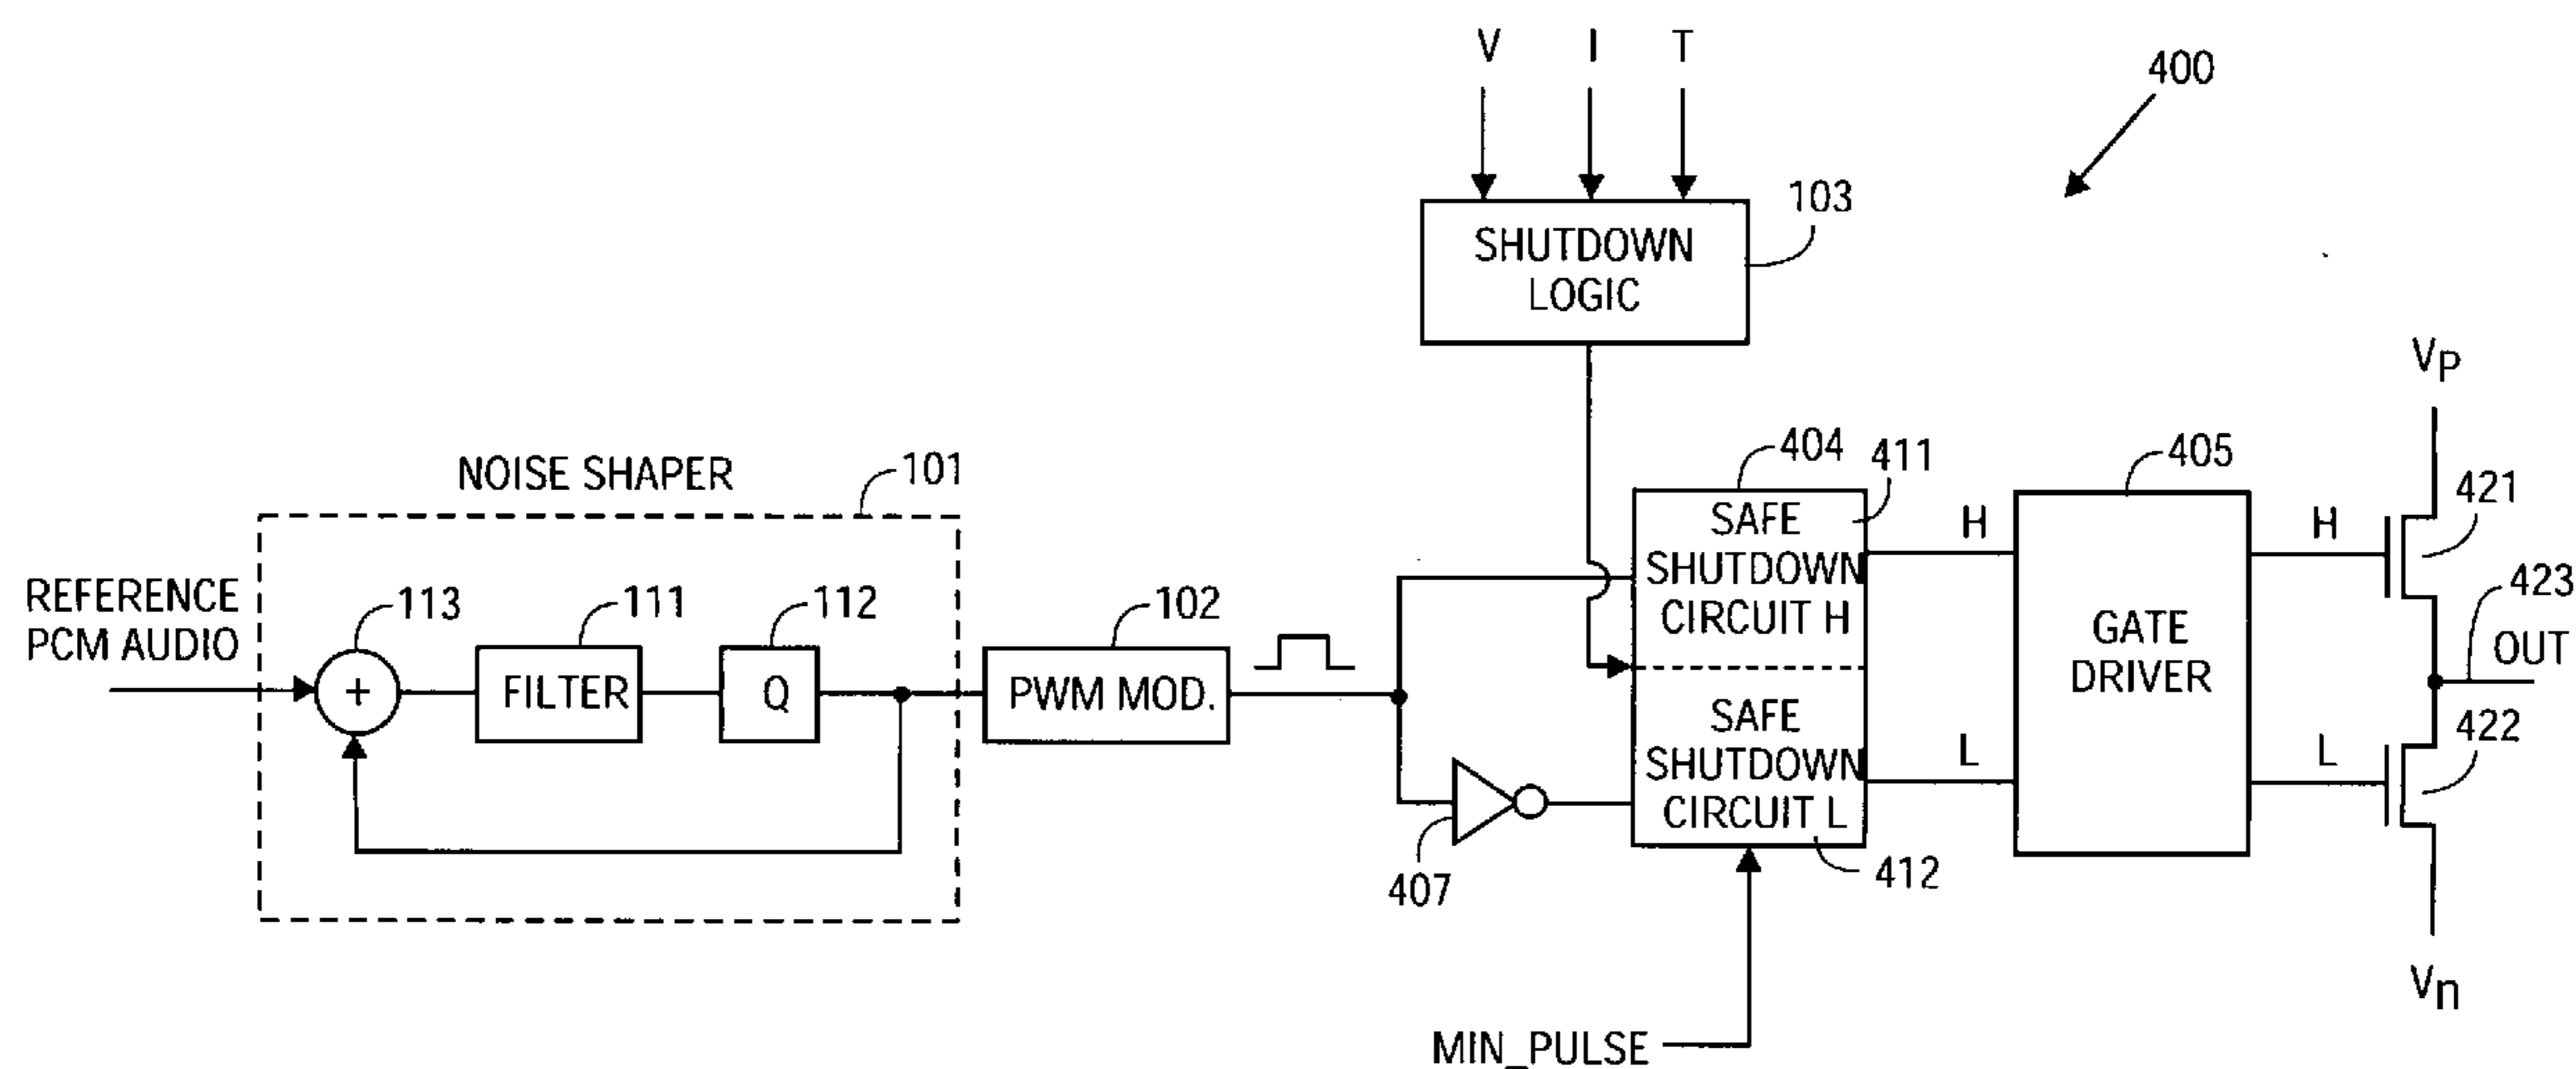 V I T
400
103
SHUTDOWN
LOGIC
VP
404
411
405
421
NOISE SHAPER
101
SAFE
SHUTDOWN
CIRCUIT H
H
H
423
OUT
REFERENCE
PCM AUDIO
113
111
112
102
+
FILTER
Q
PWM MOD.
GATE
DRIVER
SAFE
SHUTDOWN
CIRCUIT L
L
L
422
407
412
Vn
MIN_PULSE